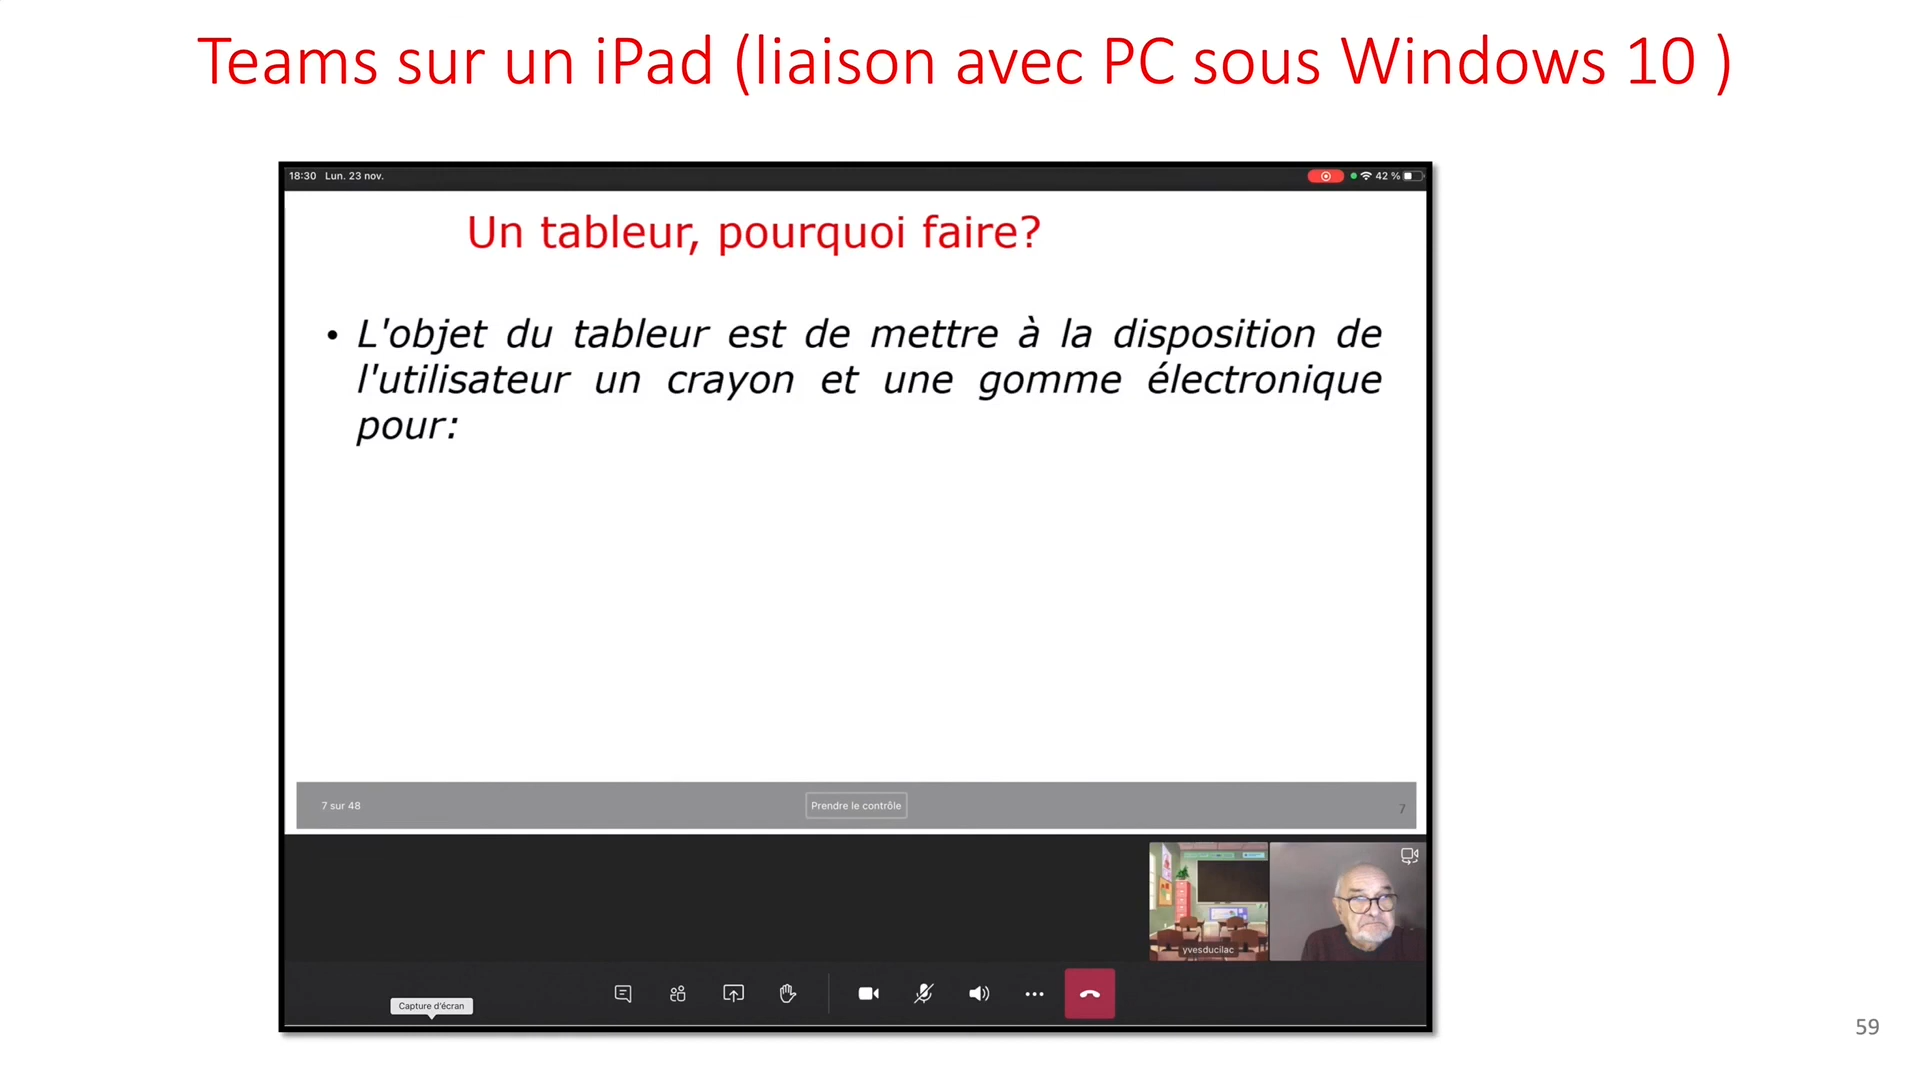 Teams sur un iPad (liaison avec PC sous Windows 10 )
18:30 Lun. 23 nov.
42 %
Un tableur, pourquoi faire?
• L'objet du tableur est de mettre à la disposition de
l'utilisateur un crayon et une gomme électronique
pour:
7 sur 48
Prendre le contrôle
7
yvesducilac
Capture d'écran
59